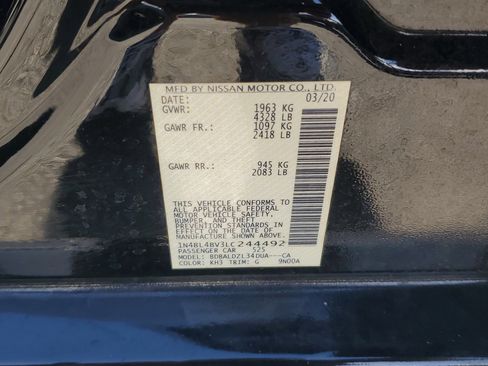 MFD BY NISSAN MOTOR CO., LTD.
DATE: 03/20
GVWR: 1963 KG
4328 LB
GAWR FR.: 1097 KG
2418 LB
GAWR RR.: 945 KG
2083 LB
THIS VEHICLE CONFORMS TO
ALL APPLICABLE FEDERAL
MOTOR VEHICLE SAFETY,
BUMPER, AND THEFT
PREVENTION STANDARDS IN
EFFECT ON THE DATE OF
MANUFACTURE SHOWN ABOVE.
1N4BL4BV3LC244492
PASSENGER CAR 525
MODEL: BDBALDZL34DUA---CA
COLOR: KH3 TRIM: G 9N00A